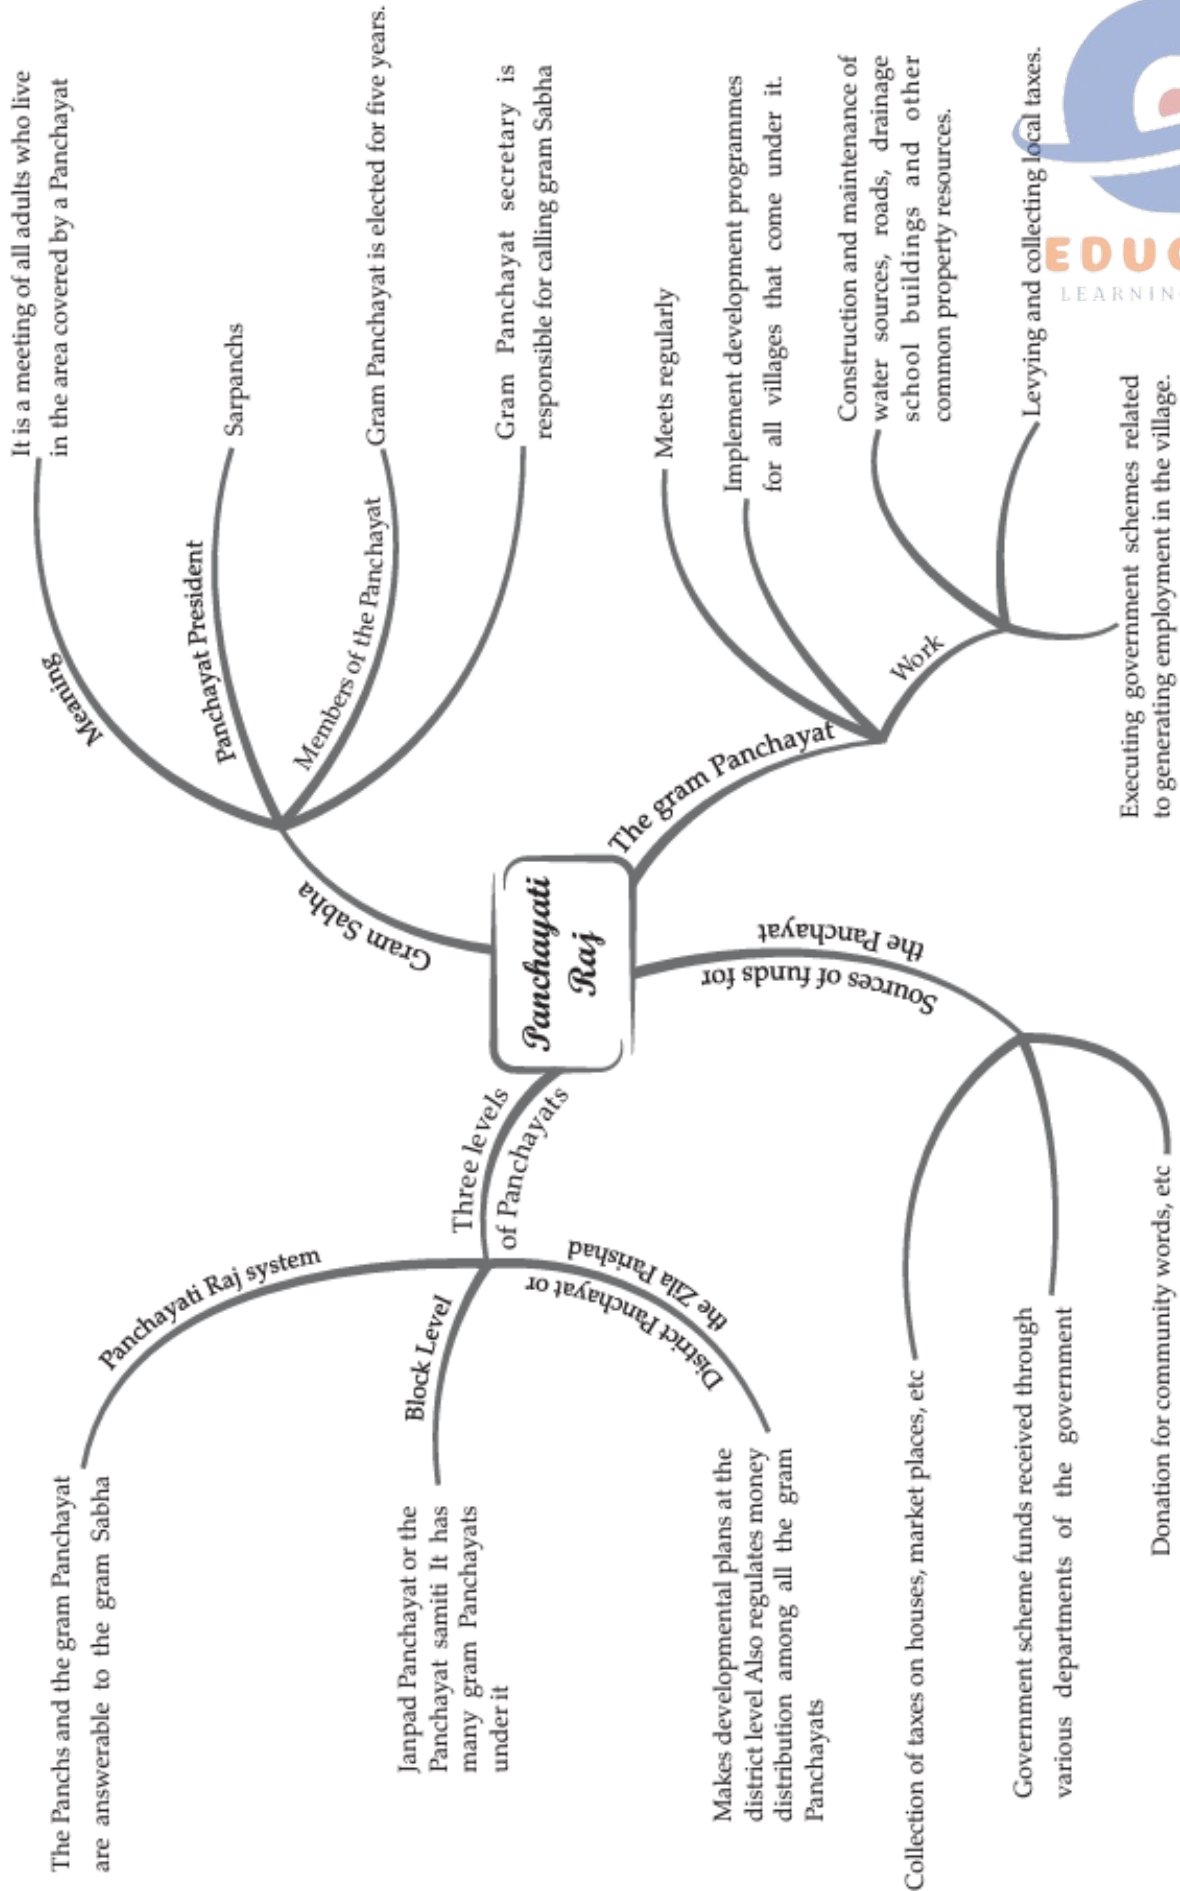 Panchayati
Raj
Gram Sabha
Meaning
It is a meeting of all adults who live
in the area covered by a Panchayat
Panchayat President
Sarpanchs
Members of the Panchayat
Gram Panchayat is elected for five years.
Gram Panchayat secretary is
responsible for calling gram Sabha
The gram Panchayat
Meets regularly
Implement development programmes
for all villages that come under it.
Work
Construction and maintenance of
water sources, roads, drainage
school buildings and other
common property resources.
Levying and collecting local taxes.
Executing government schemes related
to generating employment in the village.
Sources of funds for
the Panchayat
Collection of taxes on houses, market places, etc
Government scheme funds received through
various departments of the government
Donation for community words, etc
Three levels
of Panchayats
Panchayati Raj system
The Panchs and the gram Panchayat
are answerable to the gram Sabha
Block Level
Janpad Panchayat or the
Panchayat samiti It has
many gram Panchayats
under it
District Panchayat or
the Zila Parishad
Makes developmental plans at the
district level Also regulates money
distribution among all the gram
Panchayats